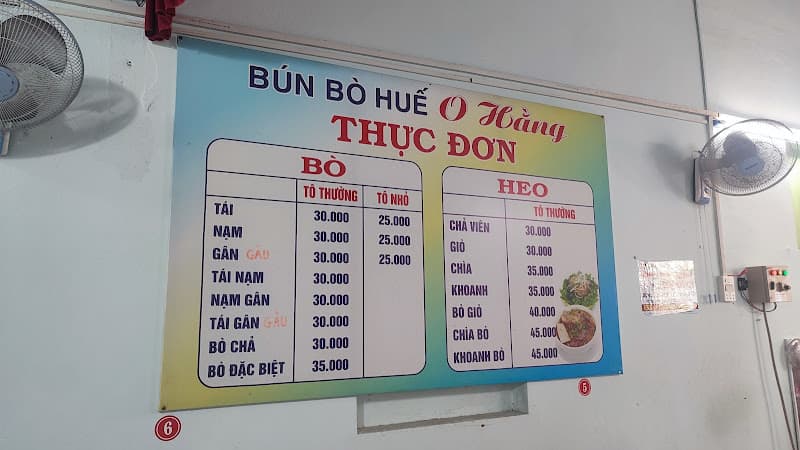 BÚN BÒ HUẾ O Hằng
THỰC ĐƠN
BÒ
TÔ THƯỜNG TÔ NHỎ
TÁI 30.000 25.000
NẠM 30.000 25.000
GÂN GÂU 30.000 25.000
TÁI NẠM 30.000
NẠM GÂN 30.000
TÁI GÂN GÂU 30.000
BÒ CHẢ 30.000
BÒ ĐẶC BIỆT 35.000
HEO
TÔ THƯỜNG
CHẢ VIÊN 30.000
GIÒ 30.000
CHÌA 35.000
KHOANH 35.000
BÒ GIÒ 40.000
CHÌA BÒ 45.000
KHOANH BÒ 45.000
6
5